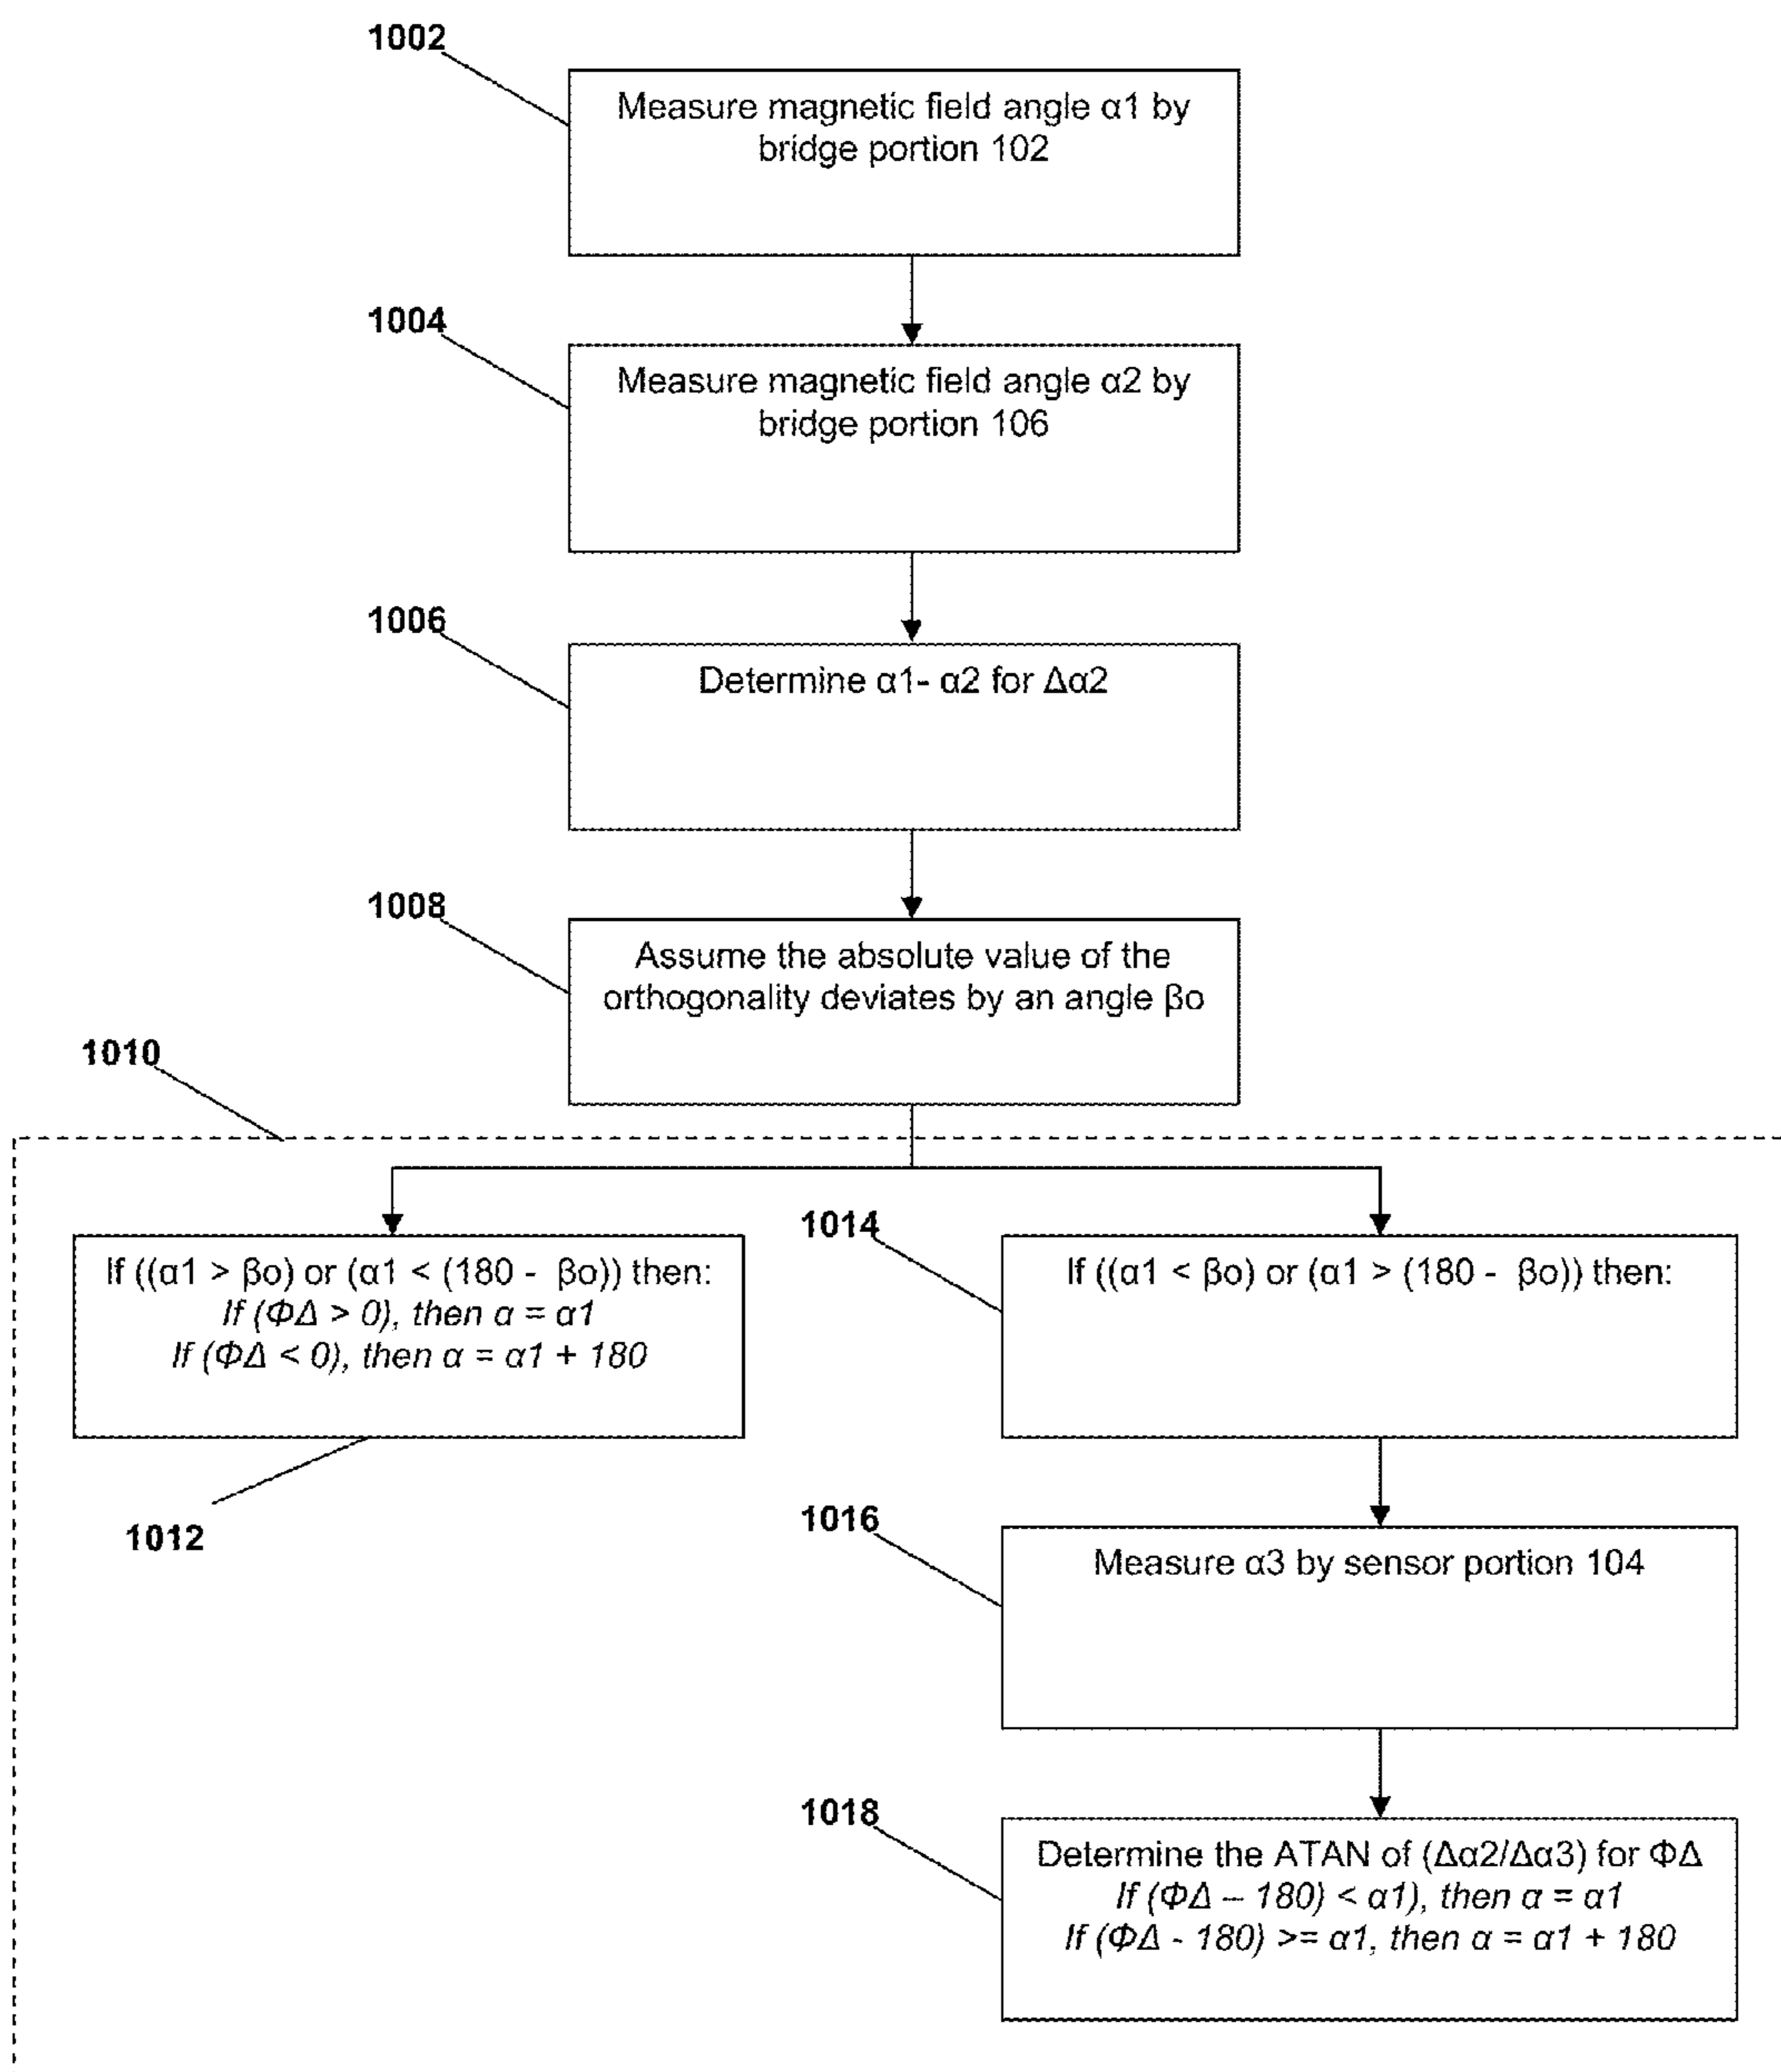 1002
Measure magnetic field angle α1 by
bridge portion 102
1004
Measure magnetic field angle α2 by
bridge portion 106
1006
Determine α1- α2 for Δα2
1008
Assume the absolute value of the
orthogonality deviates by an angle βo
1010
If ((α1 > βo) or (α1 < (180 - βo)) then:
If (ΦΔ > 0), then α = α1
If (ΦΔ < 0), then α = α1 + 180
1012
1014
If ((α1 < βo) or (α1 > (180 - βo)) then:
1016
Measure α3 by sensor portion 104
1018
Determine the ATAN of (Δα2/Δα3) for ΦΔ
If (ΦΔ – 180) < α1), then α = α1
If (ΦΔ - 180) >= α1, then α = α1 + 180